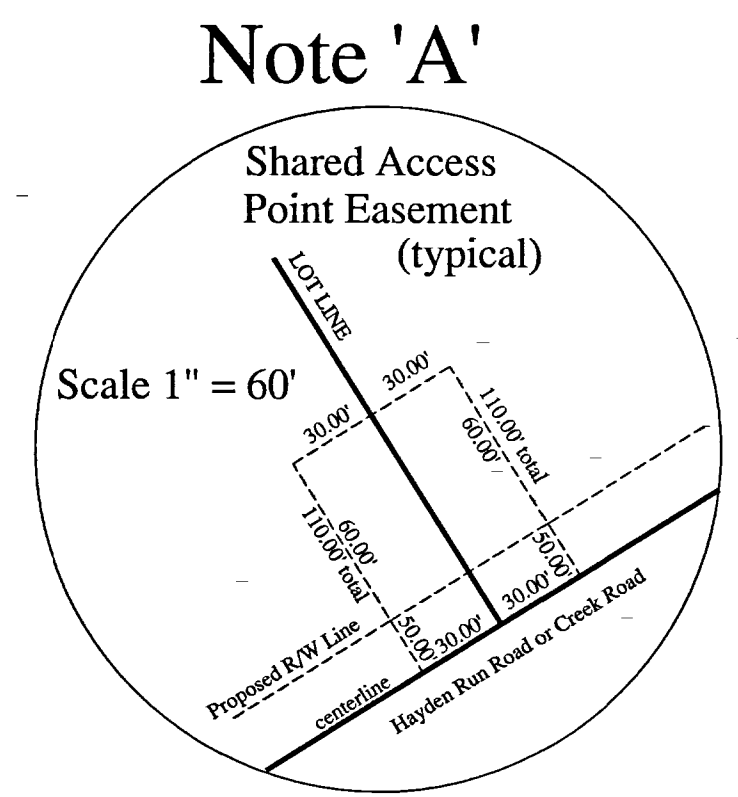 Note 'A'
Shared Access
Point Easement
(typical)
LOT LINE
Scale 1" = 60'
30.00'
30.00'
110.00' total
60.00'
60.00'
110.00' total
50.00'
50.00'
30.00'
30.00'
Proposed R/W Line
centerline
Hayden Run Road or Creek Road